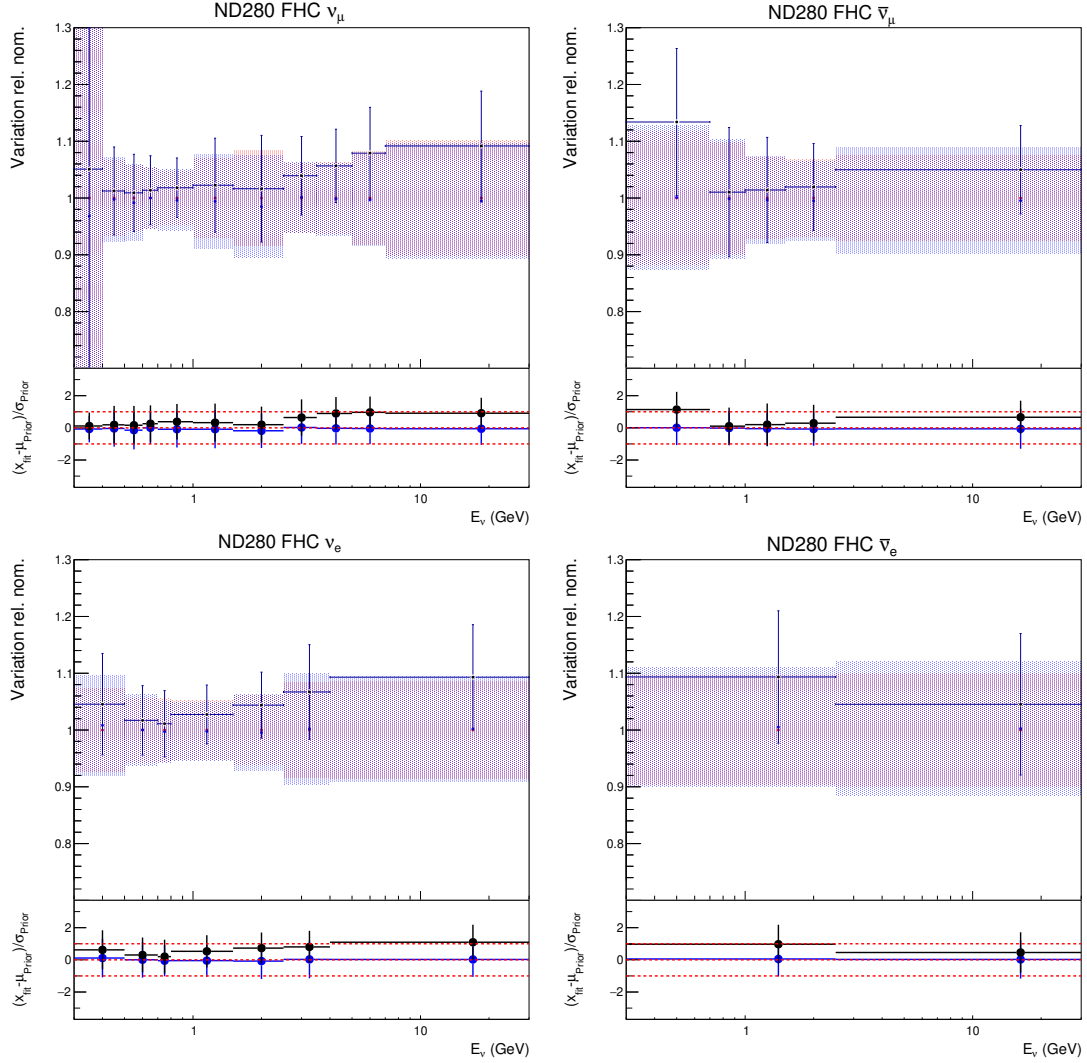 ND280 FHC ν_μ
Variation rel. nom.
1.3
1.2
1.1
1
0.9
0.8
(x_fit-μ_Prior)/σ_Prior
2
0
−2
1
10
E_ν (GeV)
ND280 FHC ν̅_μ
Variation rel. nom.
1.3
1.2
1.1
1
0.9
0.8
(x_fit-μ_Prior)/σ_Prior
2
0
−2
1
10
E_ν (GeV)
ND280 FHC ν_e
Variation rel. nom.
1.3
1.2
1.1
1
0.9
0.8
(x_fit-μ_Prior)/σ_Prior
2
0
−2
1
10
E_ν (GeV)
ND280 FHC ν̅_e
Variation rel. nom.
1.3
1.2
1.1
1
0.9
0.8
(x_fit-μ_Prior)/σ_Prior
2
0
−2
1
10
E_ν (GeV)